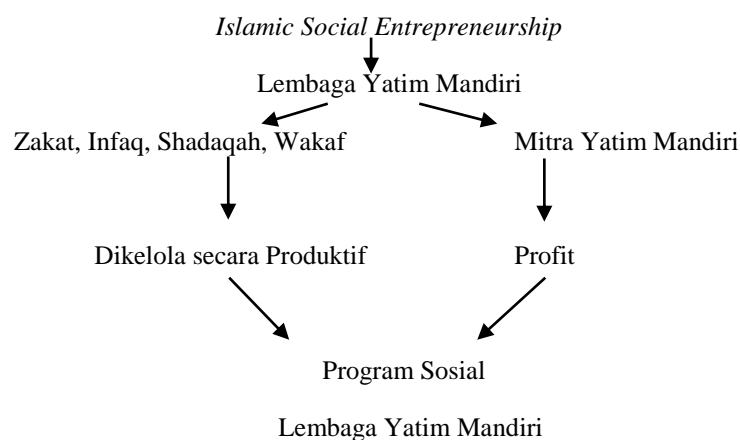 Islamic Social Entrepreneurship
Lembaga Yatim Mandiri
Zakat, Infaq, Shadaqah, Wakaf
Mitra Yatim Mandiri
Dikelola secara Produktif
Profit
Program Sosial
Lembaga Yatim Mandiri